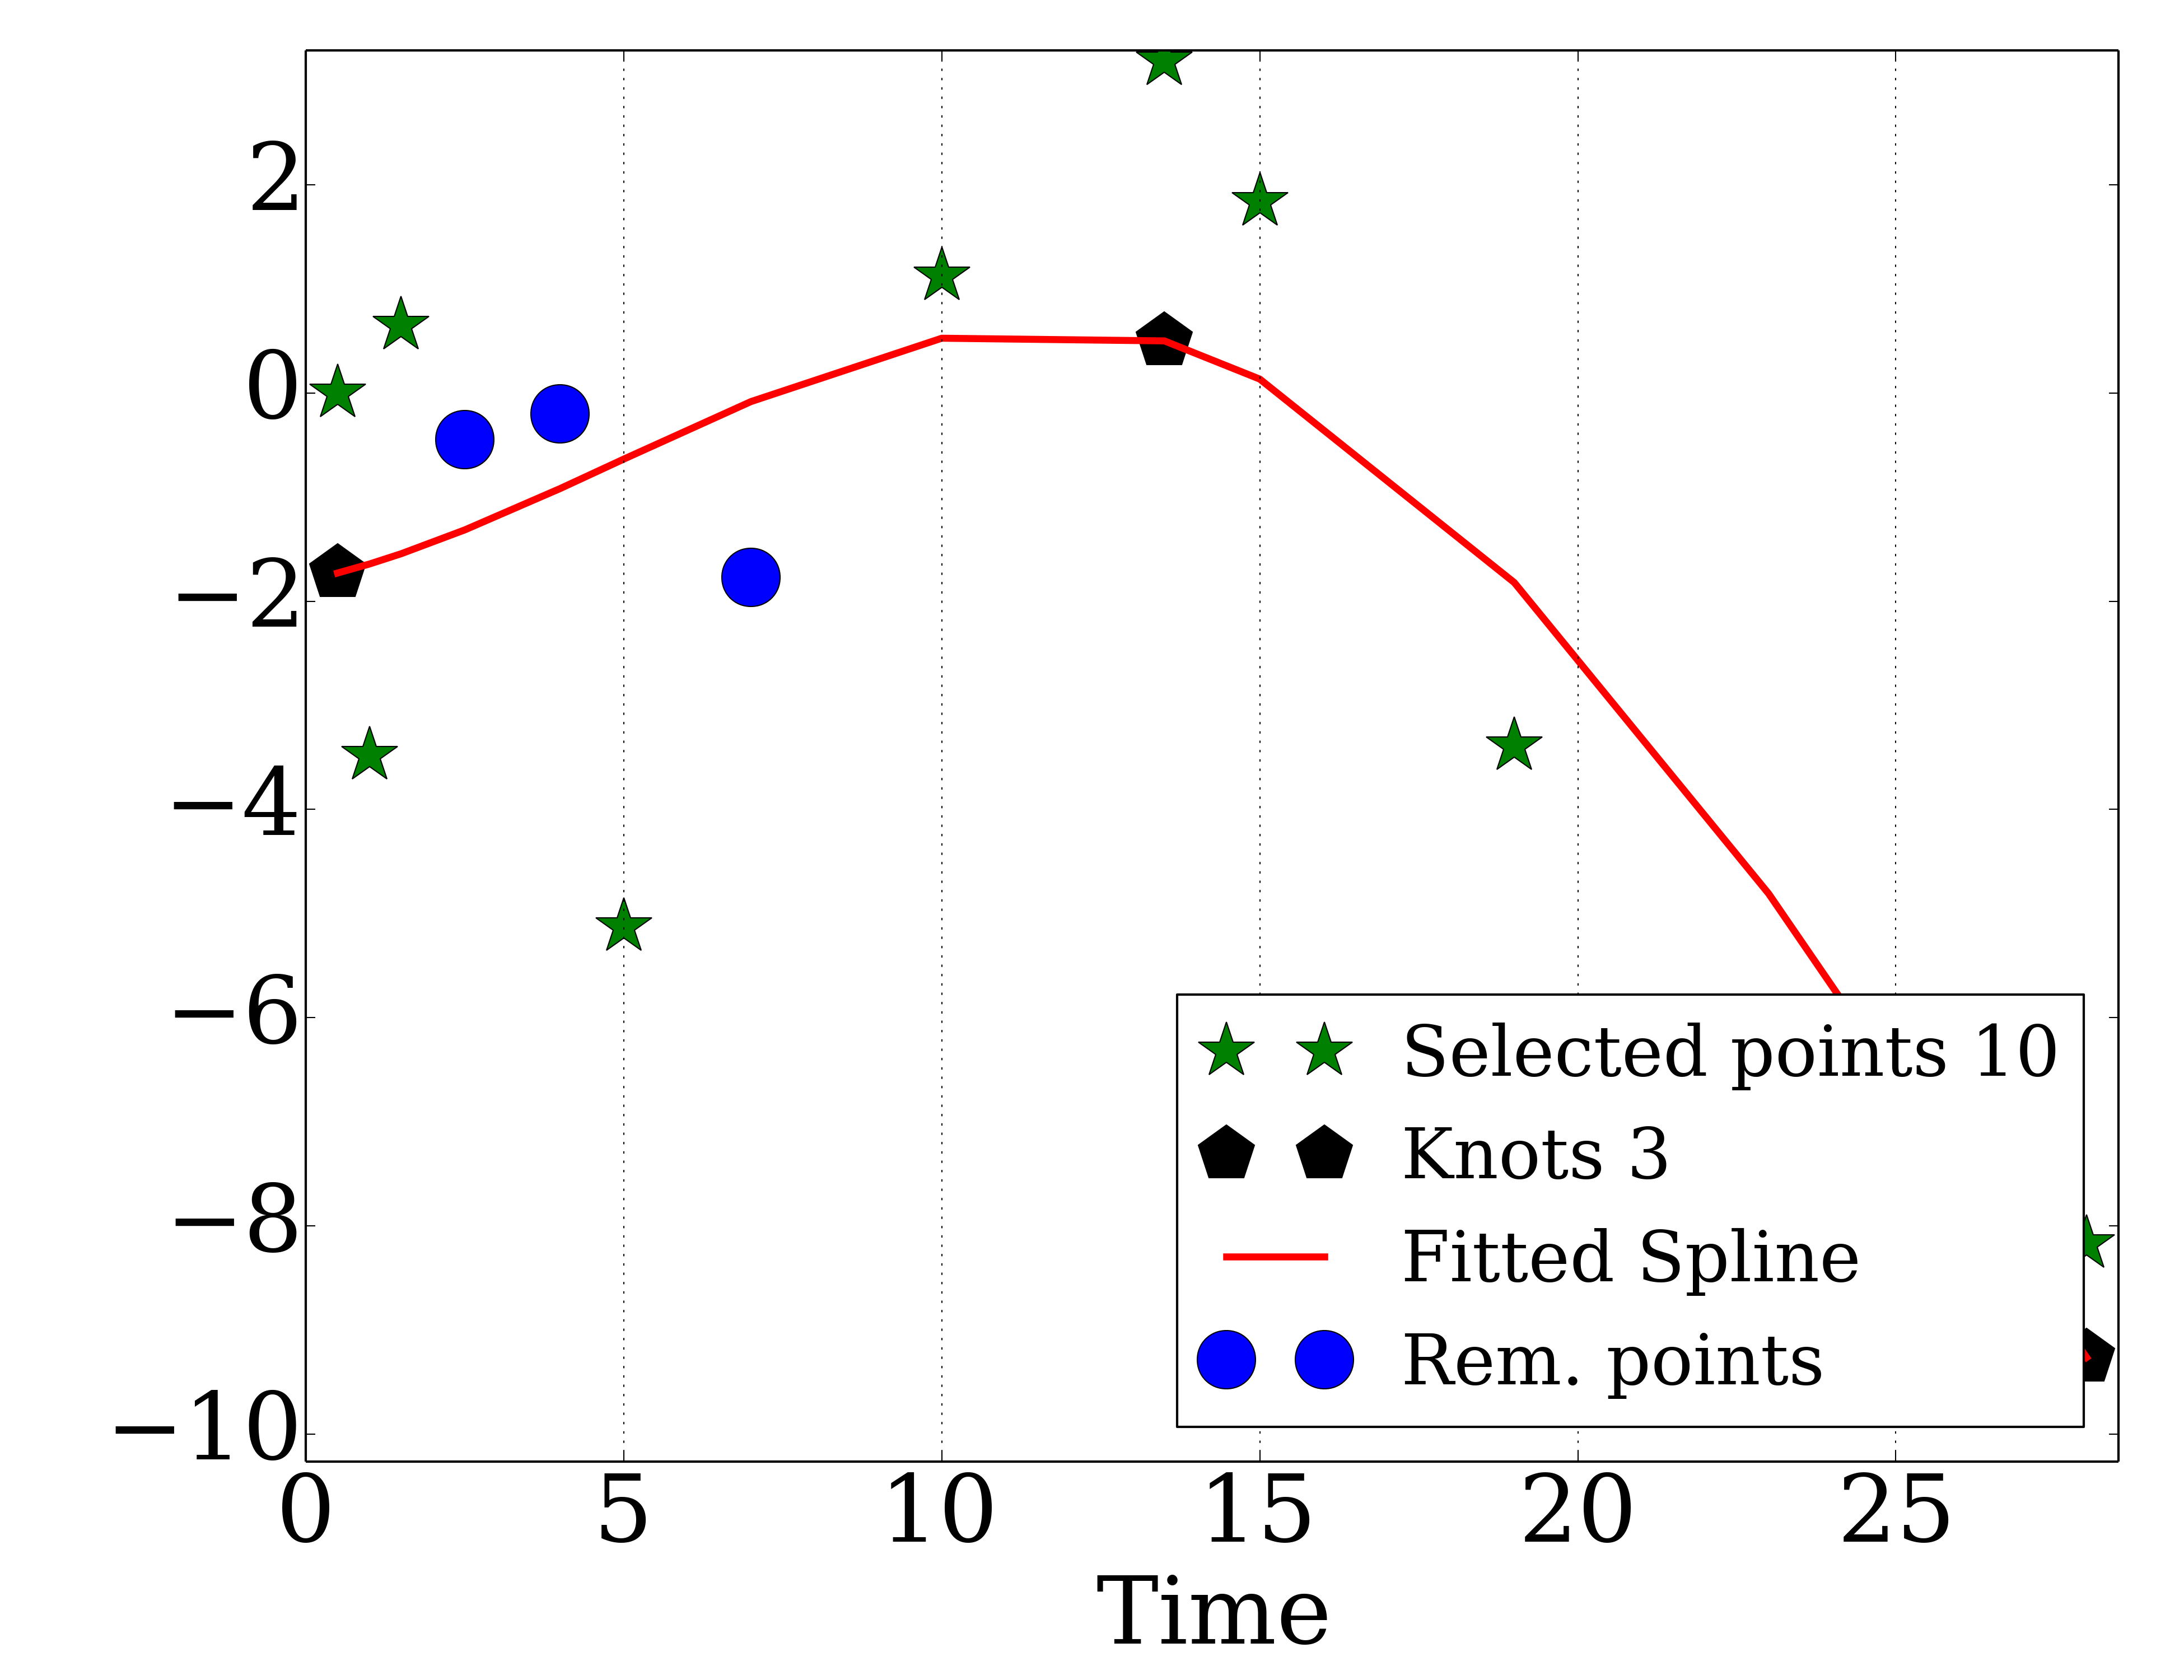 2
0
−2
−4
−6
−8
−10
Selected points 10
Knots 3
Fitted Spline
Rem. points
0 5 10 15 20 25
Time